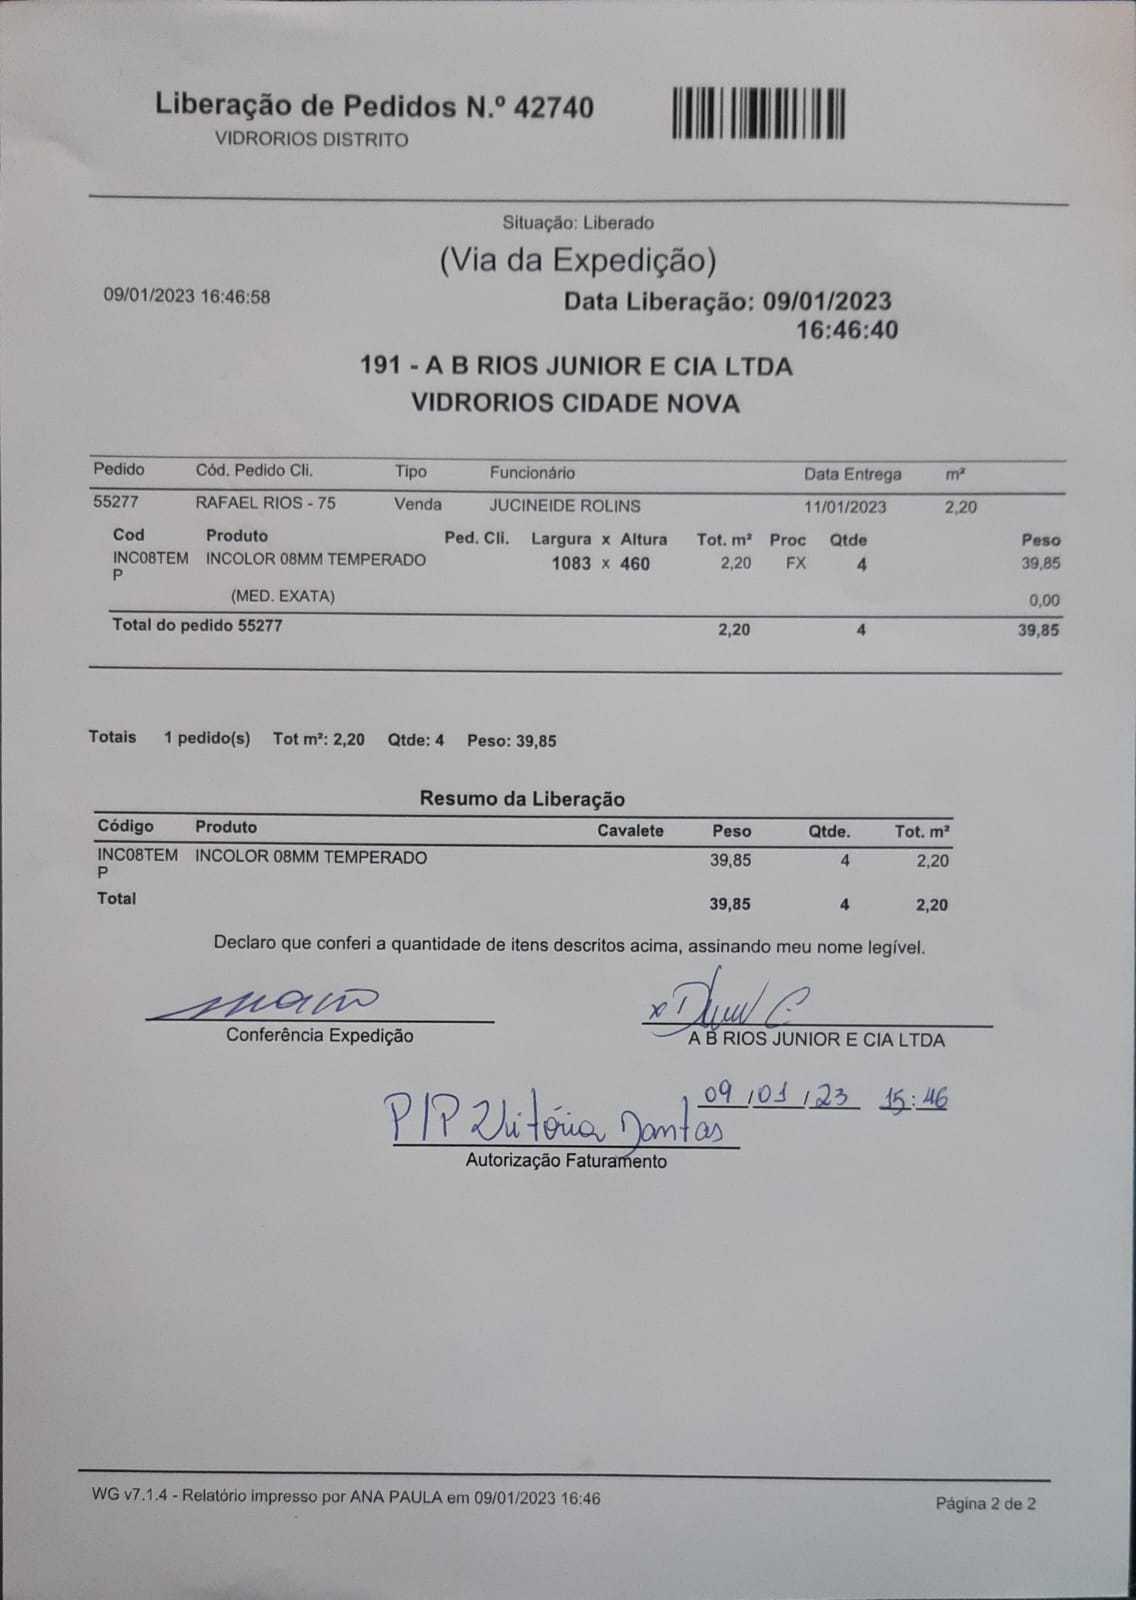 Liberação de Pedidos N.º 42740
VIDRORIOS DISTRITO
Situação: Liberado
(Via da Expedição)
09/01/2023 16:46:58
Data Liberação: 09/01/2023
16:46:40
191 - A B RIOS JUNIOR E CIA LTDA
VIDRORIOS CIDADE NOVA
Pedido Cód. Pedido Cli. Tipo Funcionário Data Entrega m²
55277 RAFAEL RIOS - 75 Venda JUCINEIDE ROLINS 11/01/2023 2,20
Cod Produto Ped. Cli. Largura x Altura Tot. m² Proc Qtde Peso
INC08TEM INCOLOR 08MM TEMPERADO 1083 x 460 2,20 FX 4 39,85
P
(MED. EXATA) 0,00
Total do pedido 55277 2,20 4 39,85
Totais 1 pedido(s) Tot m²: 2,20 Qtde: 4 Peso: 39,85
Resumo da Liberação
Código Produto Cavalete Peso Qtde. Tot. m²
INC08TEM INCOLOR 08MM TEMPERADO 39,85 4 2,20
P
Total 39,85 4 2,20
Declaro que conferi a quantidade de itens descritos acima, assinando meu nome legível.
Conferência Expedição
A B RIOS JUNIOR E CIA LTDA
09/01/23 15:46
P/P Vitória Dantas
Autorização Faturamento
WG v7.1.4 - Relatório impresso por ANA PAULA em 09/01/2023 16:46
Página 2 de 2